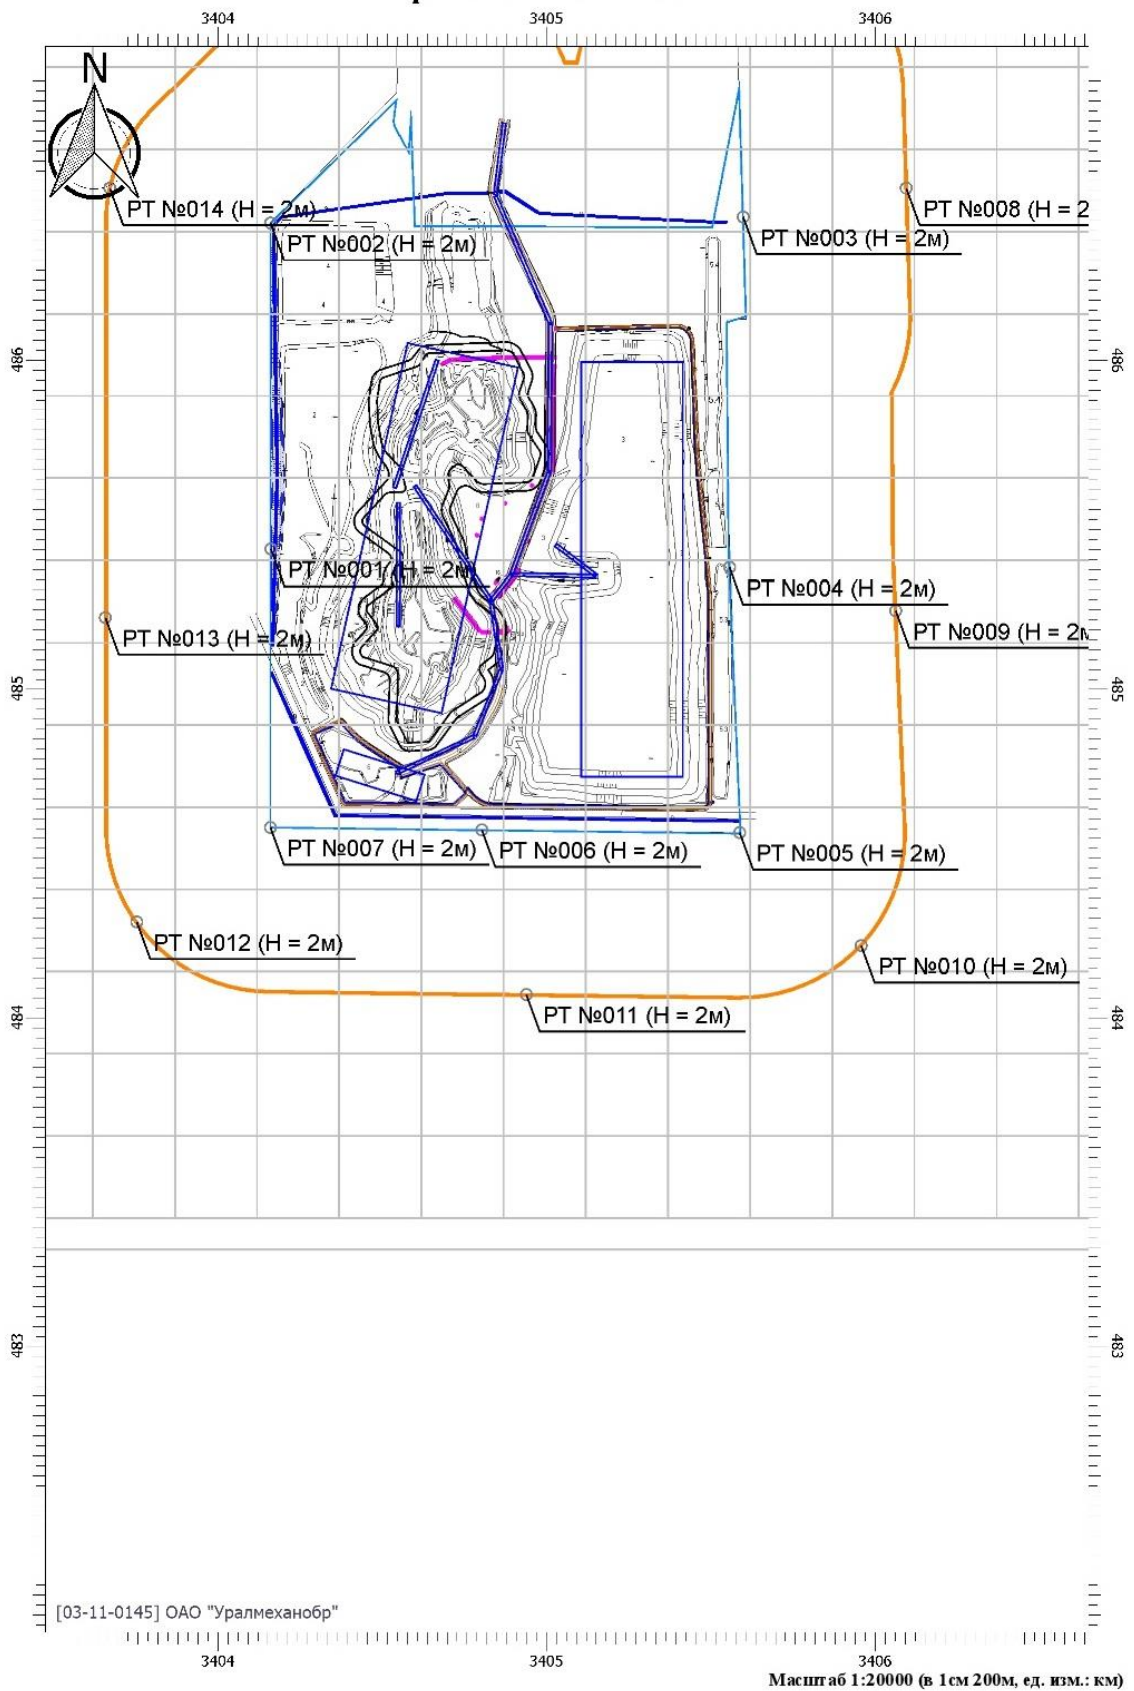 3404 3405 3406
N
РТ №014 (Н = 2м)
РТ №008 (Н = 2
РТ №002 (Н = 2м)
РТ №003 (Н = 2м)
486 486
РТ №001 (Н = 2м)
РТ №004 (Н = 2м)
РТ №013 (Н = 2м)
РТ №009 (Н = 2м
485 485
РТ №007 (Н = 2м)
РТ №006 (Н = 2м)
РТ №005 (Н = 2м)
РТ №012 (Н = 2м)
РТ №010 (Н = 2м)
484 484
РТ №011 (Н = 2м)
483 483
[03-11-0145] ОАО "Уралмеханобр"
3404 3405 3406
Масштаб 1:20000 (в 1см 200м, ед. изм.: км)